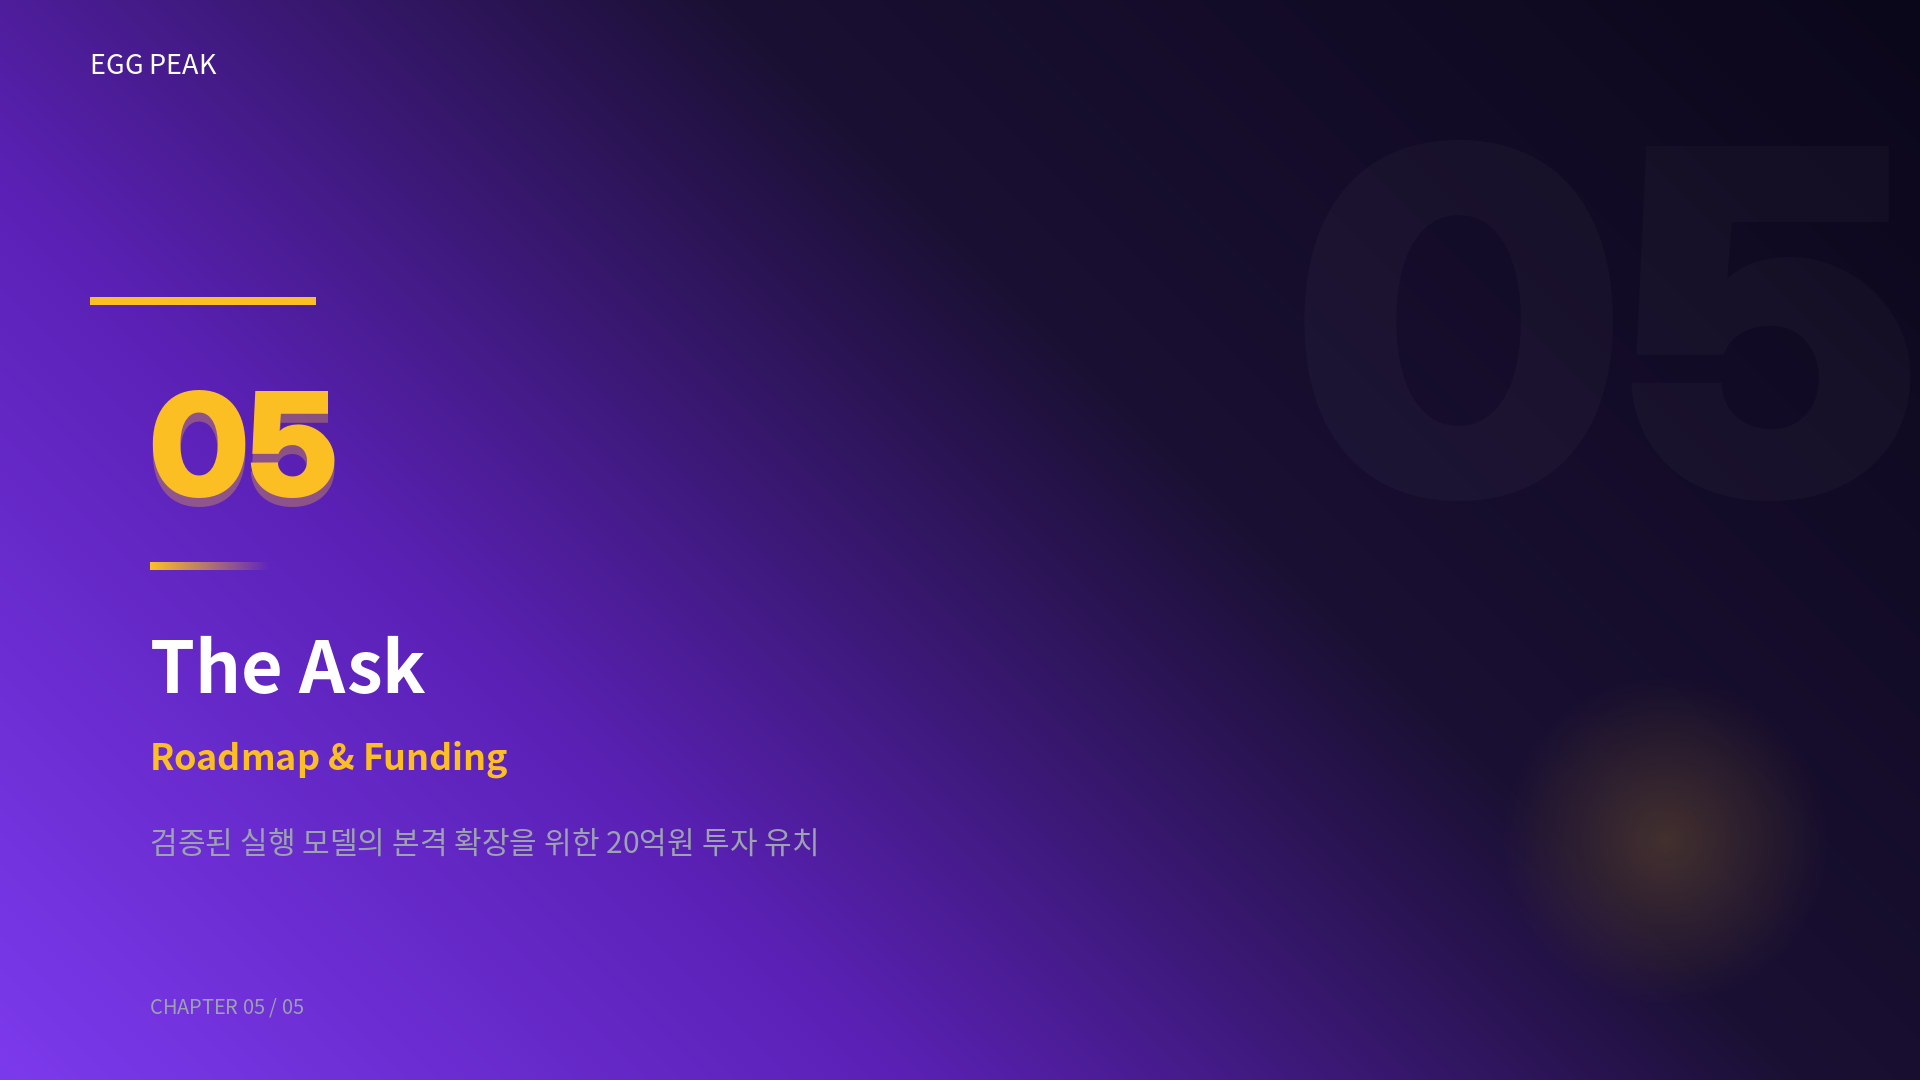 EGG PEAK
05
05
The Ask
Roadmap & Funding
검증된 실행 모델의 본격 확장을 위한 20억원 투자 유치
CHAPTER 05 / 05